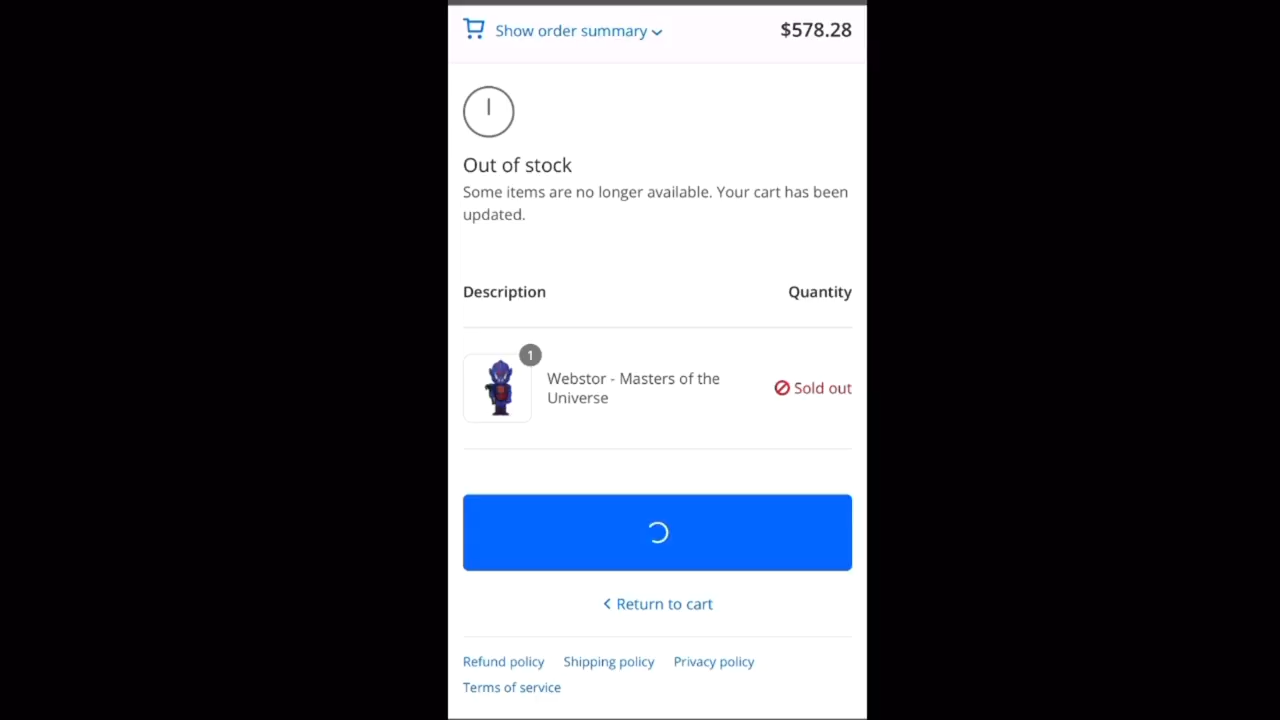 Show order summary
$578.28
Out of stock
Some items are no longer available. Your cart has been
updated.
Description
Quantity
1
Webstor - Masters of the
Universe
Sold out
Return to cart
Refund policy
Shipping policy
Privacy policy
Terms of service